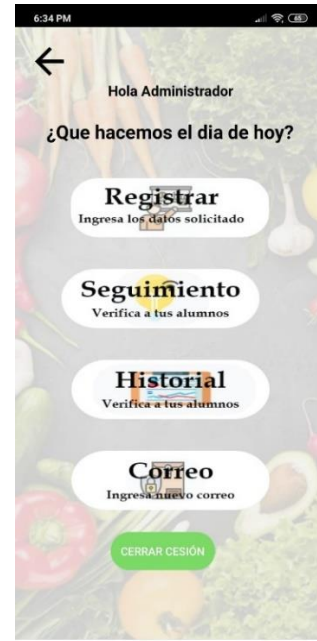 6:34 PM
46
Hola Administrador
¿Que hacemos el dia de hoy?
Registrar
Ingresa los datos solicitado
Seguimiento
Verifica a tus alumnos
Historial
Verifica a tus alumnos
Correo
Ingresa nuevo correo
CERRAR CESIÓN